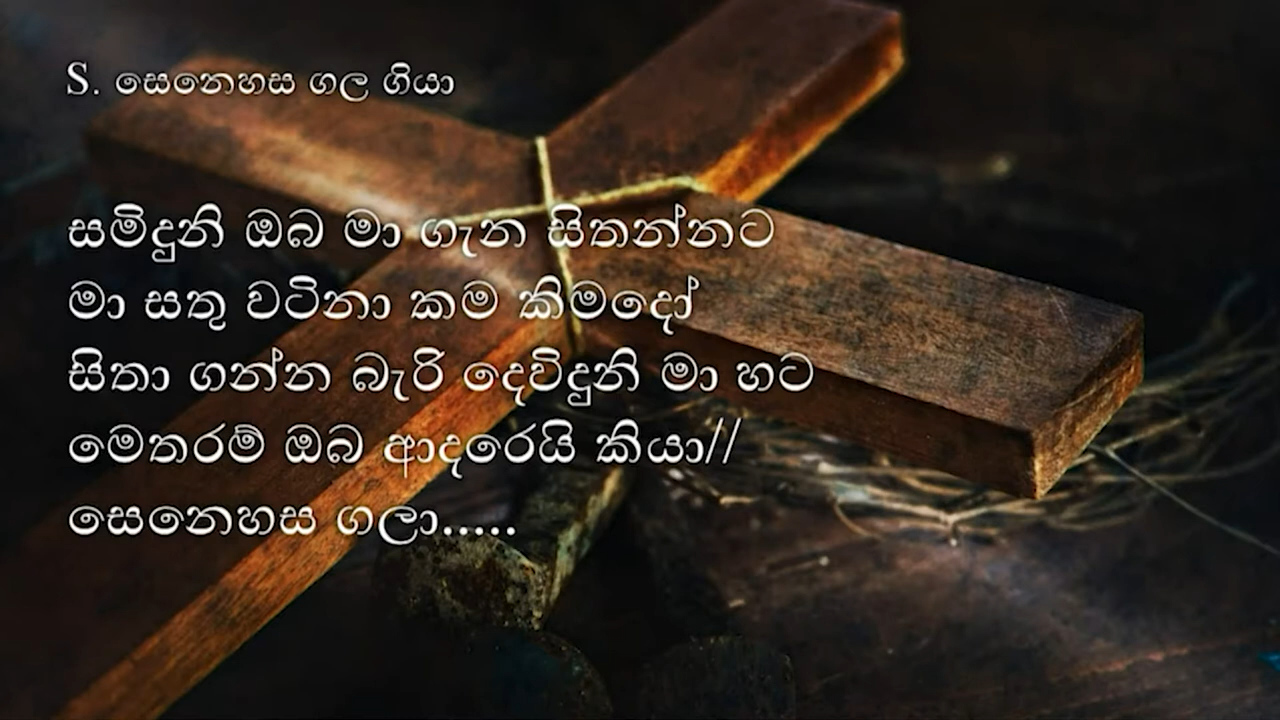 S. සෙනෙහස ගල ගියා
සමිඳුනි ඔබ මා ගැන සිතන්නට
මා සතු වටිනා කම කිමදෝ
සිතා ගන්න බැරි දෙවිඳුනි මා හට
මෙතරම් ඔබ ආදරෙයි කියා//
සෙනෙහස ගලා.....